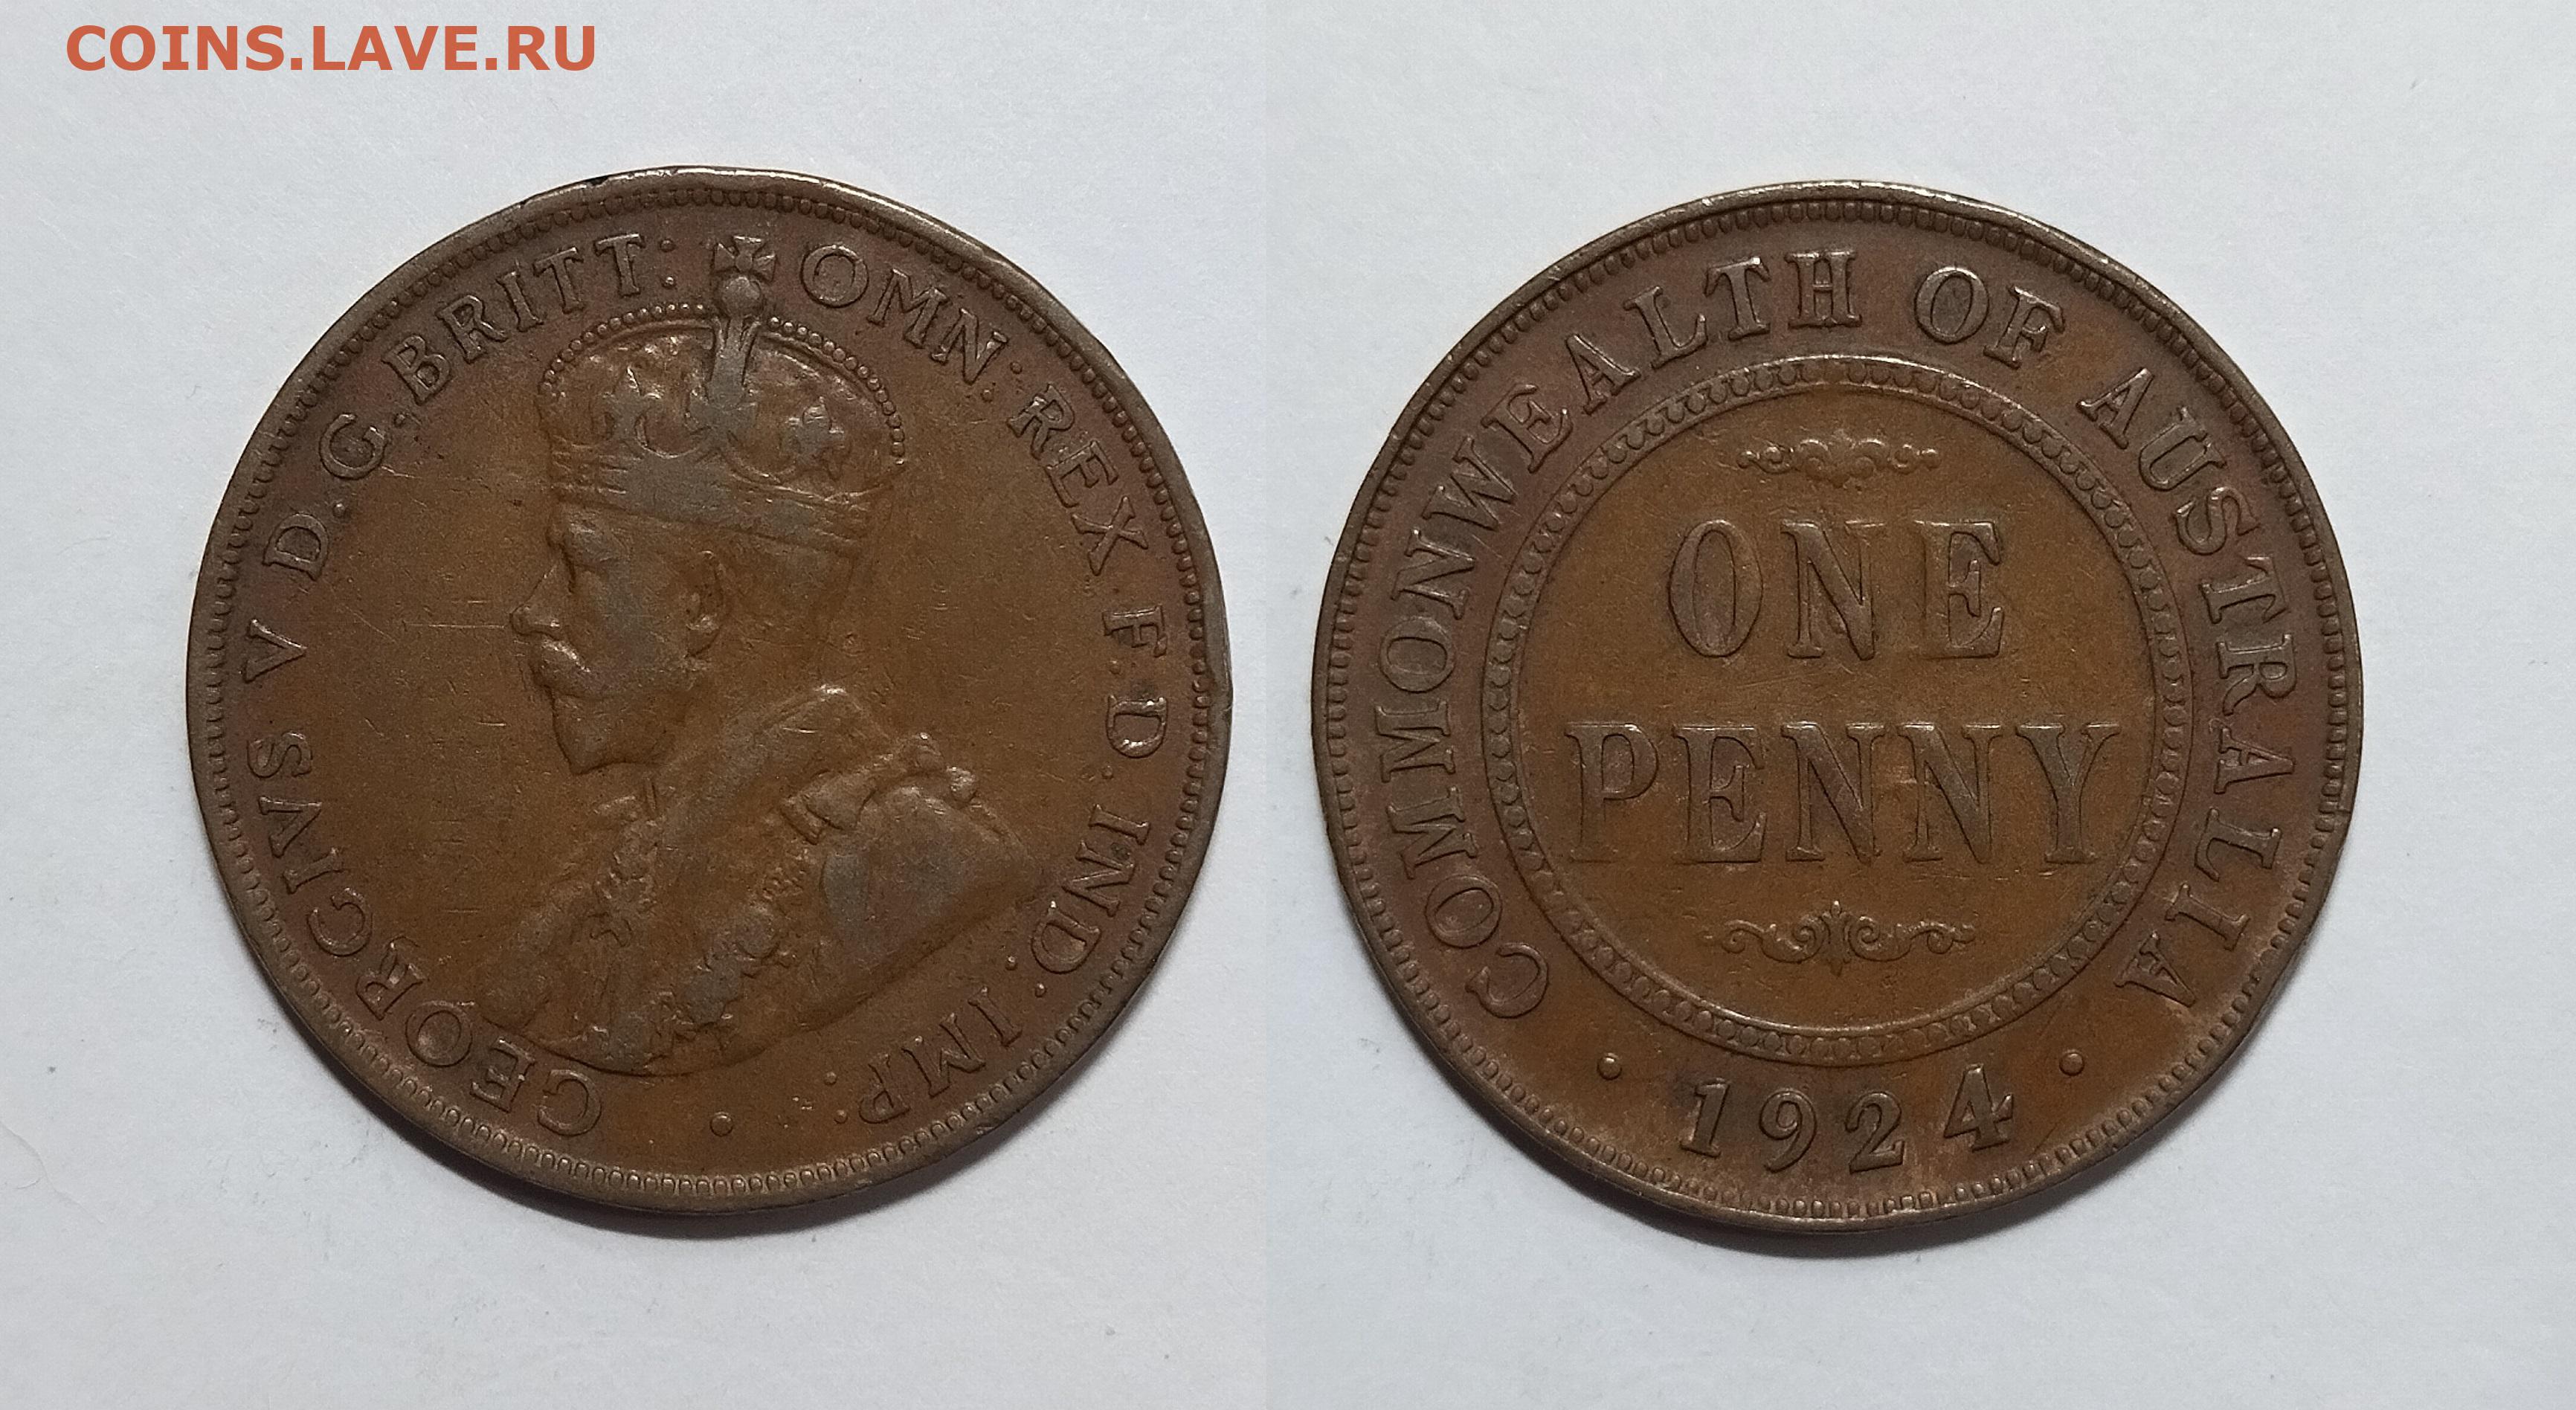 COINS.LAVE.RU
GEORGIVS V D.G. BRITT: OMN: REX F.D. IND: IMP:
COMMONWEALTH OF AUSTRALIA
ONE
PENNY
· 1924 ·